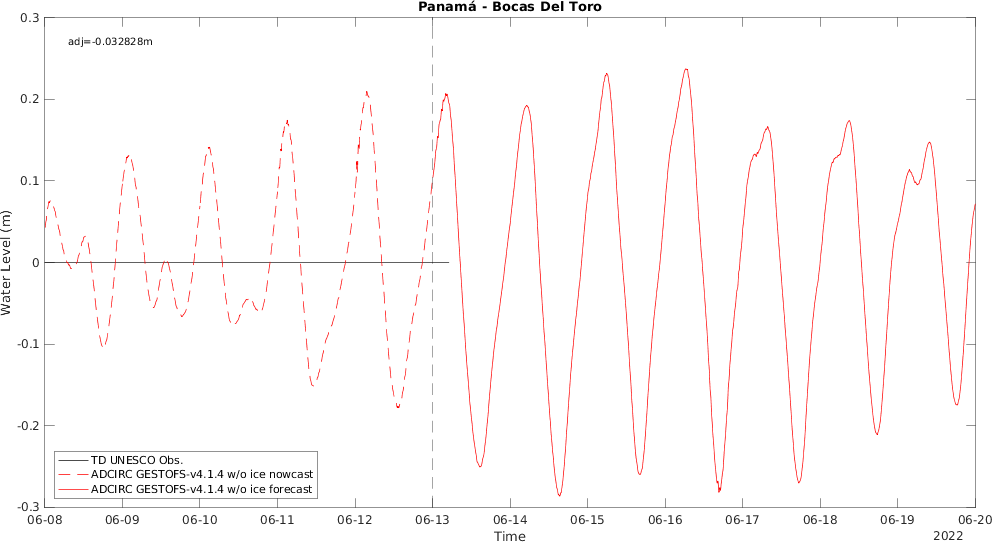 Panamá - Bocas Del Toro
adj=-0.032828m
0.3
0.2
0.1
0
-0.1
-0.2
-0.3
Water Level (m)
TD UNESCO Obs.
ADCIRC GESTOFS-v4.1.4 w/o ice nowcast
ADCIRC GESTOFS-v4.1.4 w/o ice forecast
06-08 06-09 06-10 06-11 06-12 06-13 06-14 06-15 06-16 06-17 06-18 06-19 06-20
Time
2022